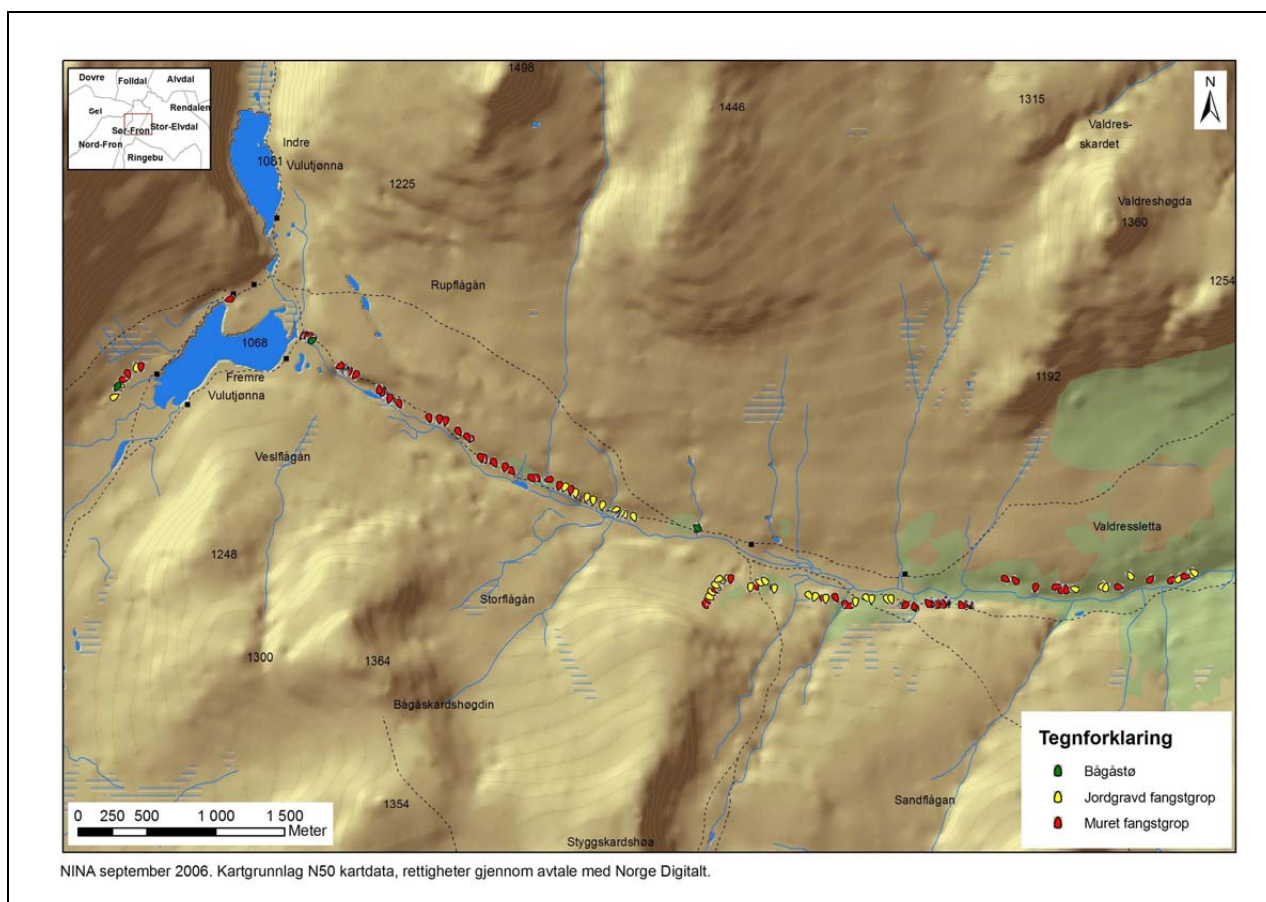 Dovre
Folldal
Alvdal
Sel
Rendalen
Sør-Fron
Stor-Elvdal
Nord-Fron
Ringebu
N
1498
1446
1315
Valdres-
skardet
Indre
1081
Vulutjønna
1225
Valdreshøgda
1360
1254
Rupflågån
1068
Fremre
Vulutjønna
1192
Veslflågån
Valdressletta
1248
Storflågån
1300
1364
Bågåskardshøgdin
Sandflågan
1354
Styggskardshøa
Tegnforklaring
Bågåstø
Jordgravd fangstgrop
Muret fangstgrop
0 250 500 1 000 1 500
Meter
NINA september 2006. Kartgrunnlag N50 kartdata, rettigheter gjennom avtale med Norge Digitalt.